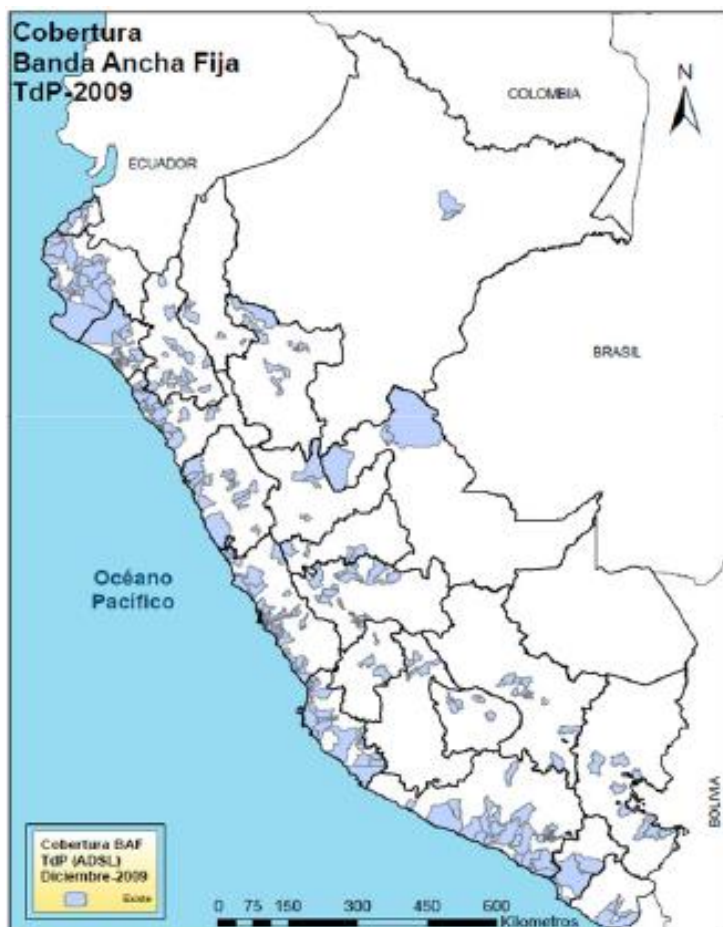 Cobertura
Banda Ancha Fija
TdP-2009
N
COLOMBIA
ECUADOR
BRASIL
Océano
Pacífico
BOLIVIA
Cobertura BAF
TdP (ADSL)
Diciembre-2009
Existe
0 75 150 300 450 600
Kilometros